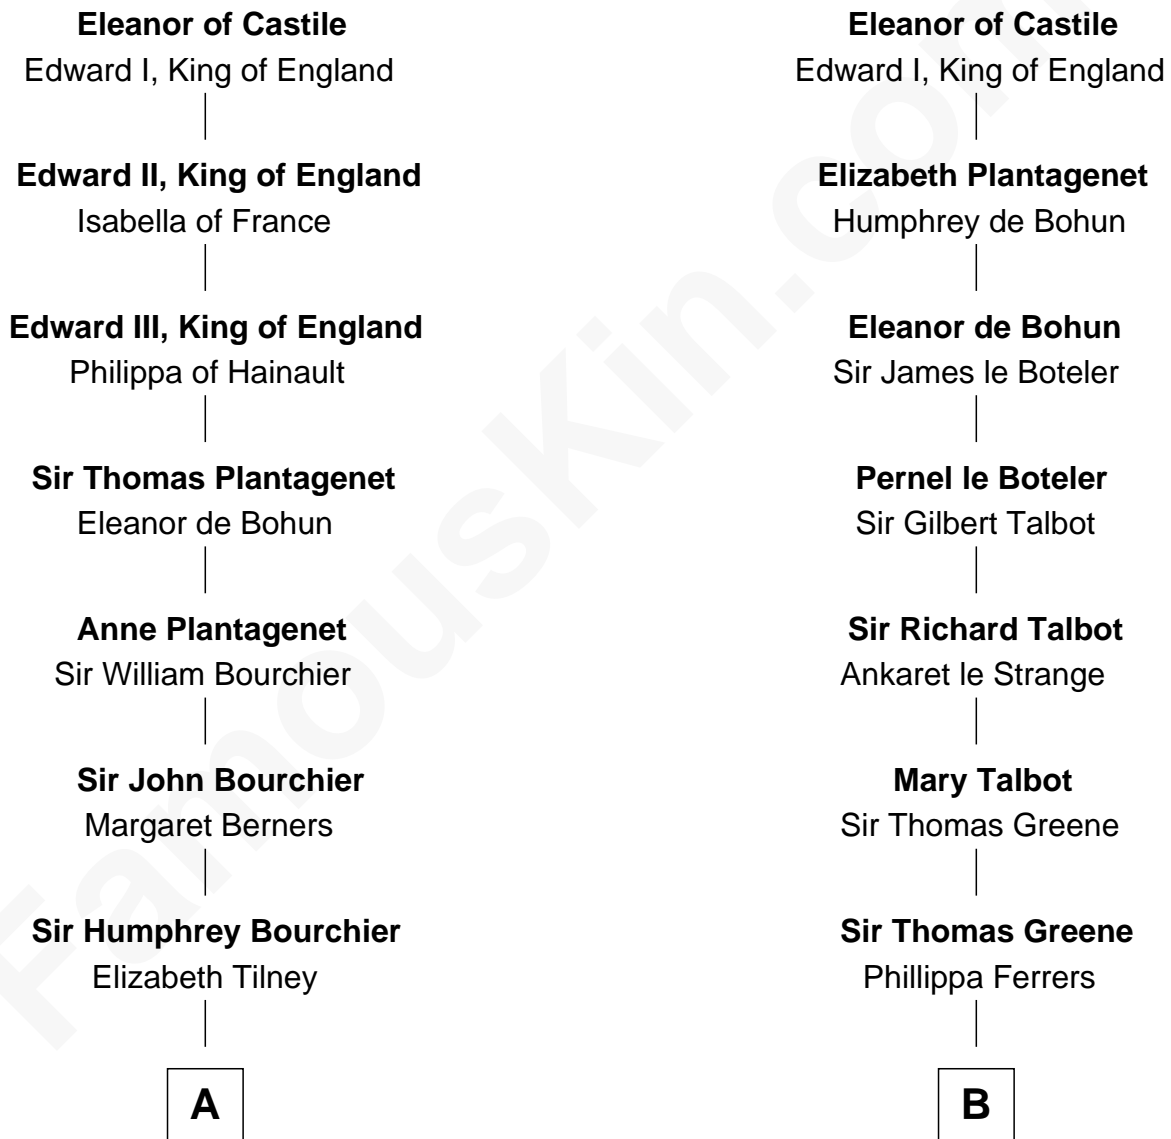 Eleanor of Castile
Edward I, King of England
Edward II, King of England
Isabella of France
Edward III, King of England
Philippa of Hainault
Sir Thomas Plantagenet
Eleanor de Bohun
Anne Plantagenet
Sir William Bourchier
Sir John Bourchier
Margaret Berners
Sir Humphrey Bourchier
Elizabeth Tilney
A
Eleanor of Castile
Edward I, King of England
Elizabeth Plantagenet
Humphrey de Bohun
Eleanor de Bohun
Sir James le Boteler
Pernel le Boteler
Sir Gilbert Talbot
Sir Richard Talbot
Ankaret le Strange
Mary Talbot
Sir Thomas Greene
Sir Thomas Greene
Phillippa Ferrers
B
FamousKin.com